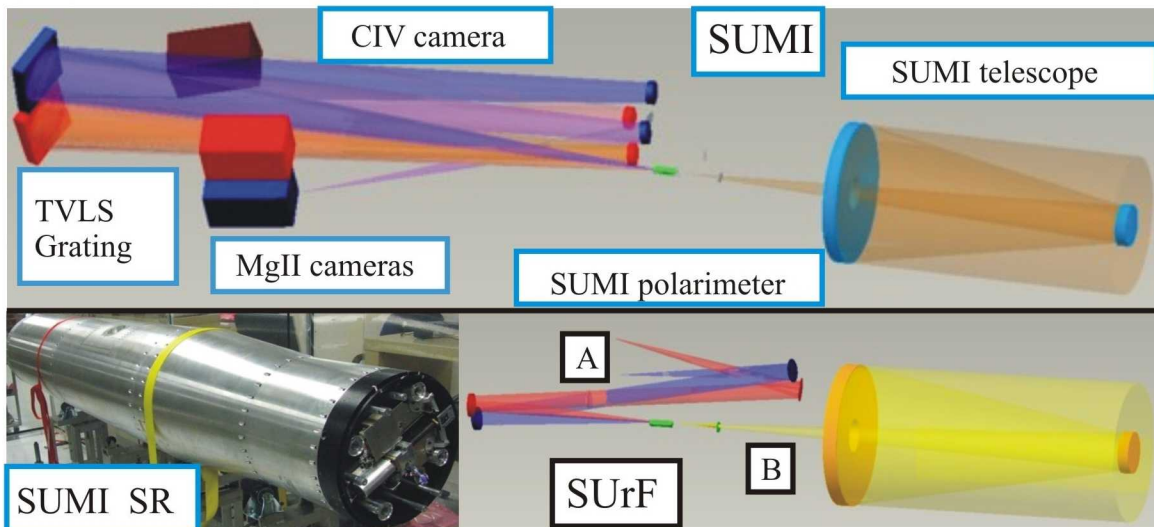 CIV camera
SUMI
SUMI telescope
TVLS
Grating
MgII cameras
SUMI polarimeter
A
B
SUMI SR
SUrF